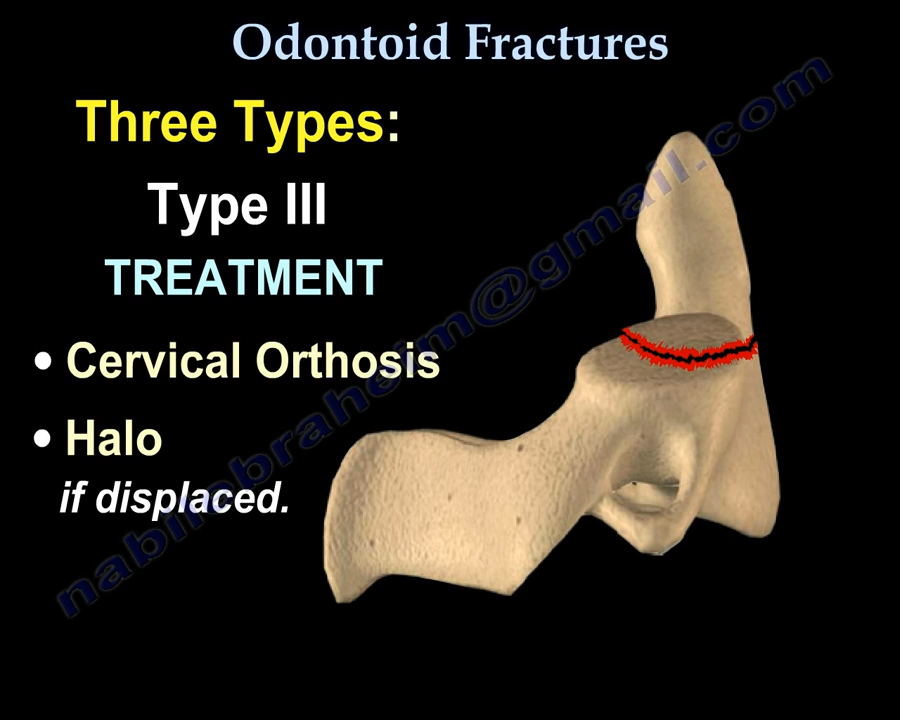 Odontoid Fractures
Three Types:
Type III
TREATMENT
• Cervical Orthosis
• Halo
if displaced.
nabilebraheim@gmail.com